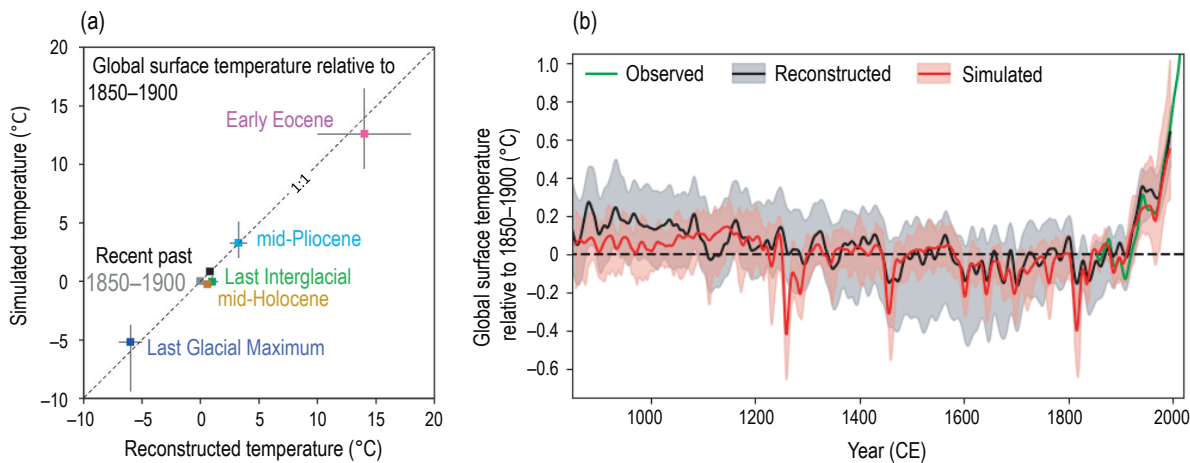 (a)
20
15
10
5
0
–5
–10
Simulated temperature (°C)
Global surface temperature relative to
1850–1900
Early Eocene
1:1
mid-Pliocene
Recent past
1850–1900
Last Interglacial
mid-Holocene
Last Glacial Maximum
–10
–5
0
5
10
15
20
Reconstructed temperature (°C)
(b)
Global surface temperature
relative to 1850–1900 (°C)
1.0
0.8
0.6
0.4
0.2
0
–0.2
–0.4
–0.6
Observed
Reconstructed
Simulated
1000
1200
1400
1600
1800
2000
Year (CE)